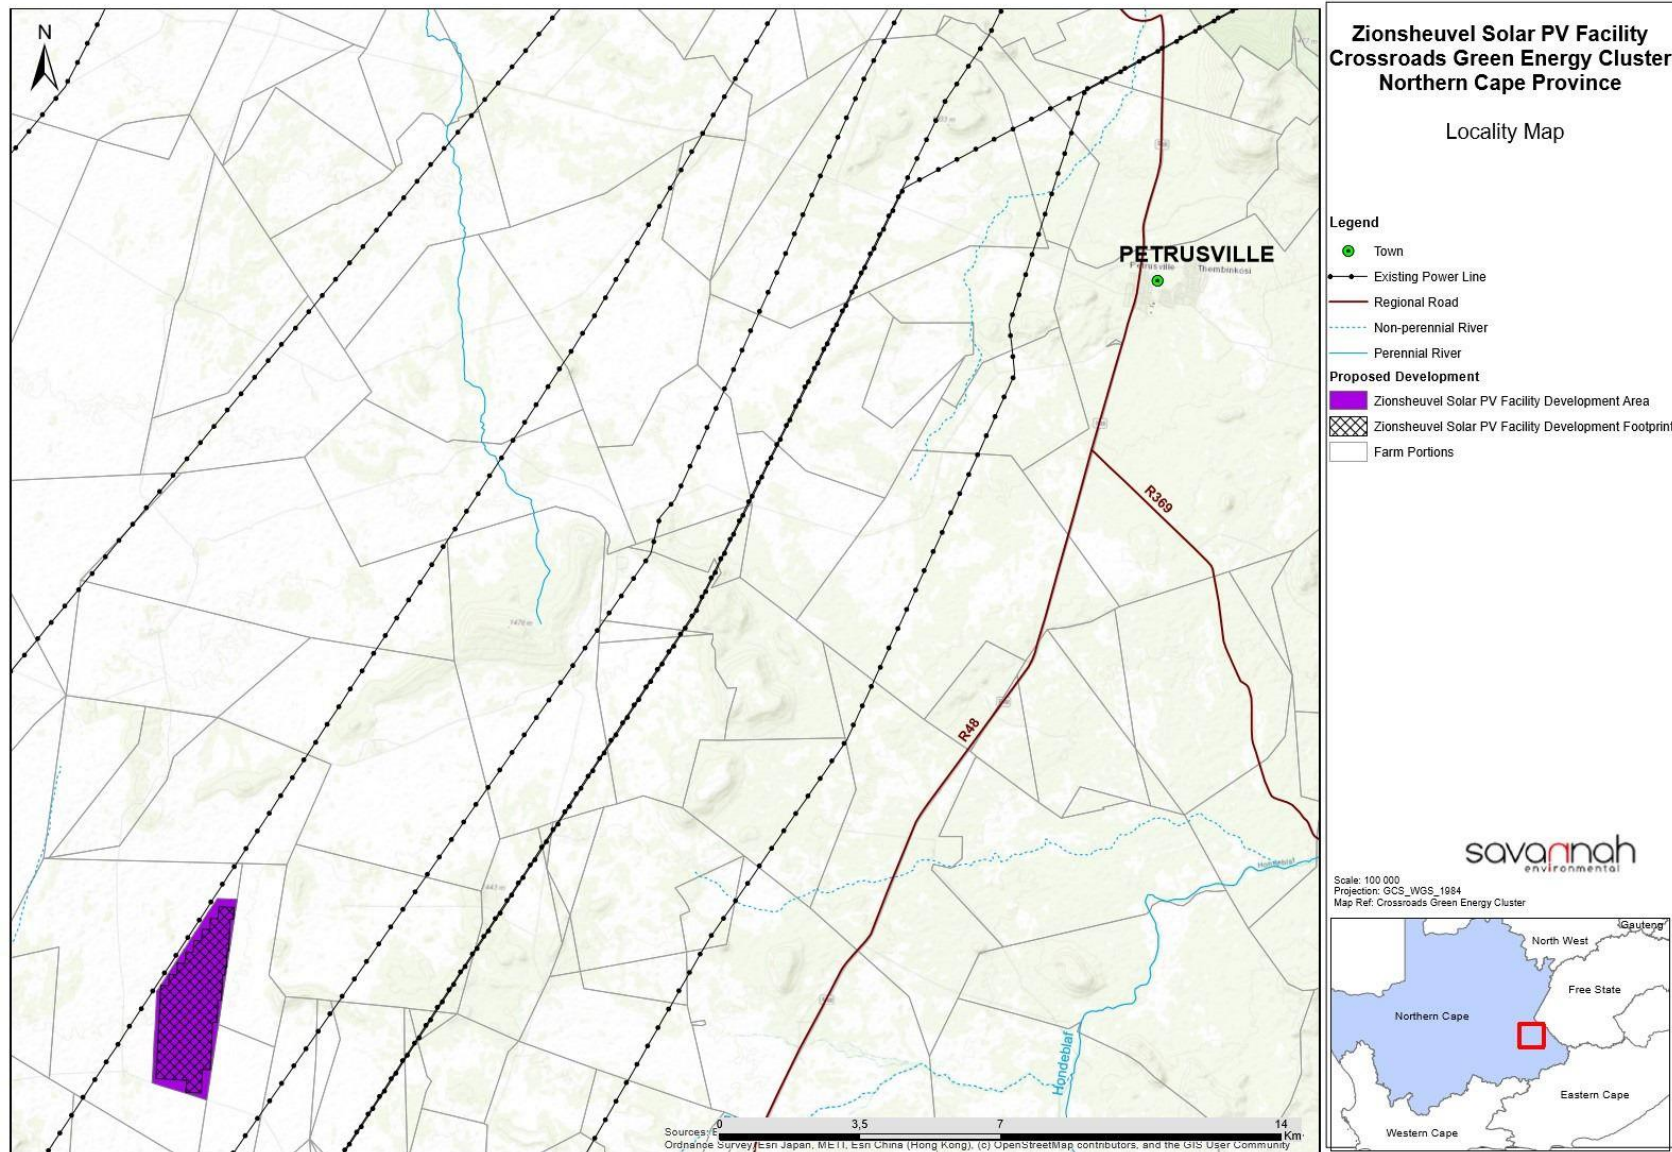 Zionsheuvel Solar PV Facility
Crossroads Green Energy Cluster
Northern Cape Province
Locality Map
Legend
Town
Existing Power Line
Regional Road
Non-perennial River
Perennial River
Proposed Development
Zionsheuvel Solar PV Facility Development Area
Zionsheuvel Solar PV Facility Development Footprint
Farm Portions
savannah
environmental
Scale: 100 000
Projection: GCS_WGS_1984
Map Ref: Crossroads Green Energy Cluster
Gauteng
North West
Free State
Northern Cape
Eastern Cape
Western Cape
N
PETRUSVILLE
Petrusville Thembinkosi
R369
R48
Hondeblaf
Hondeblaf
0 3,5 7 14
Km
Sources: E
Ordnance Survey, Esri Japan, METI, Esri China (Hong Kong), (c) OpenStreetMap contributors, and the GIS User Community